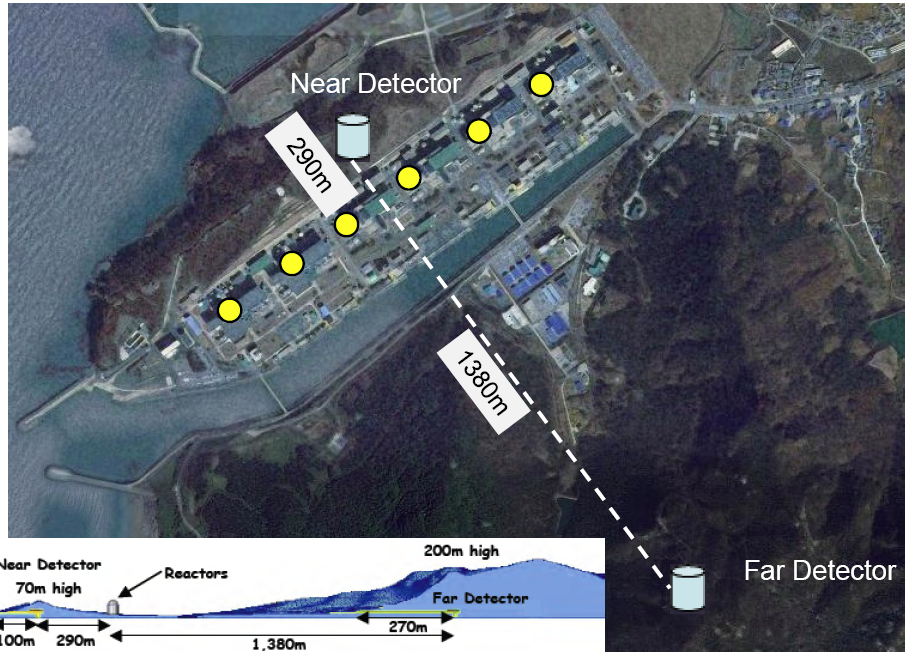 Near Detector
290m
1380m
Far Detector
Near Detector
70m high
Reactors
200m high
Far Detector
100m
290m
270m
1,380m